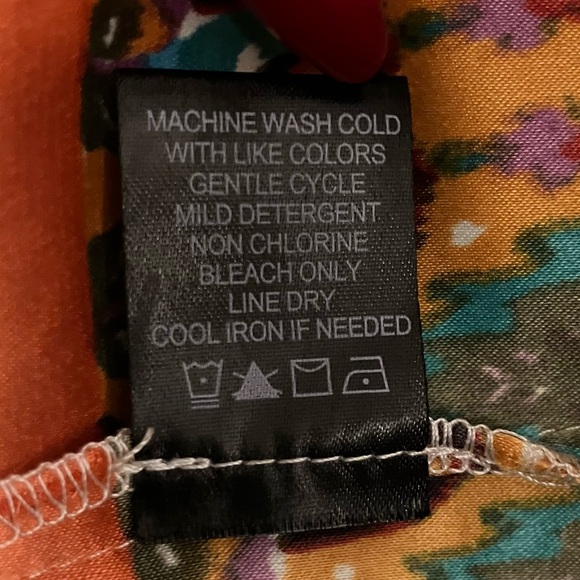 MACHINE WASH COLD
WITH LIKE COLORS
GENTLE CYCLE
MILD DETERGENT
NON CHLORINE
BLEACH ONLY
LINE DRY
COOL IRON IF NEEDED